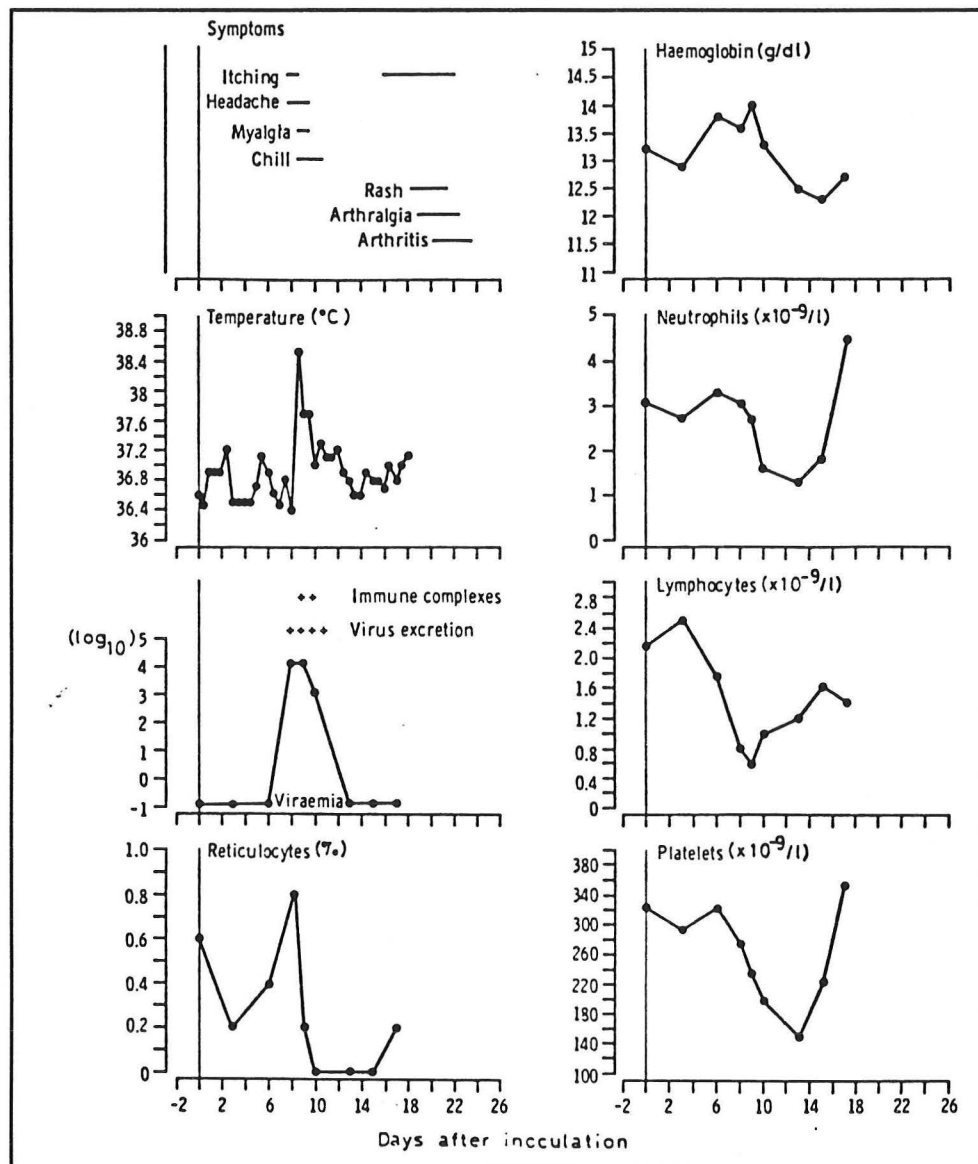 Symptoms
Itching
Headache
Myalgia
Chill
Rash
Arthralgia
Arthritis
Haemoglobin (g/dl)
15
14.5
14
13.5
13
12.5
12
11.5
11
Temperature (°C)
38.8
38.4
38
37.6
37.2
36.8
36.4
36
Neutrophils (x10⁻⁹/l)
5
4
3
2
1
0
++ Immune complexes
++++ Virus excretion
(log₁₀)
5
4
3
2
1
0
-1
Viraemia
Lymphocytes (x10⁻⁹/l)
2.8
2.4
2.0
1.6
1.2
0.8
0.4
0
Reticulocytes (%)
1.0
0.8
0.6
0.4
0.2
0
-2 2 6 10 14 18 22 26
Platelets (x10⁻⁹/l)
380
340
300
260
220
180
140
100
-2 2 6 10 14 18 22 26
Days after incculation